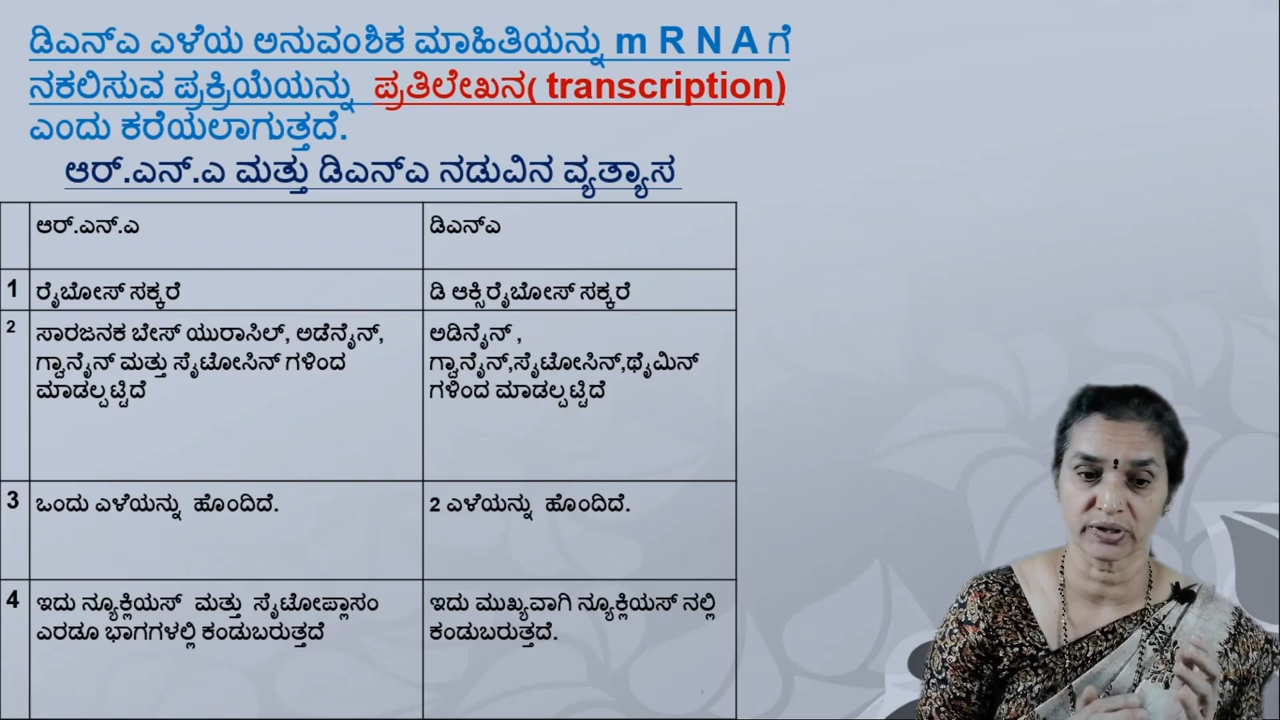 ಡಿಎನ್ಎ ಎಳೆಯ ಅನುವಂಶಿಕ ಮಾಹಿತಿಯನ್ನು m R N A ಗೆ
ನಕಲಿಸುವ ಪ್ರಕ್ರಿಯೆಯನ್ನು ಪ್ರತಿಲೇಖನ( transcription)
ಎಂದು ಕರೆಯಲಾಗುತ್ತದೆ.
ಆರ್.ಎನ್.ಎ ಮತ್ತು ಡಿಎನ್ಎ ನಡುವಿನ ವ್ಯತ್ಯಾಸ
ಆರ್.ಎನ್.ಎ
ಡಿಎನ್ಎ
1
ರೈಬೋಸ್ ಸಕ್ಕರೆ
ಡಿ ಆಕ್ಸಿರೈಬೋಸ್ ಸಕ್ಕರೆ
2
ಸಾರಜನಕ ಬೇಸ್ ಯುರಾಸಿಲ್, ಅಡೆನೈನ್,
ಗ್ವಾನೈನ್ ಮತ್ತು ಸೈಟೋಸಿನ್ ಗಳಿಂದ
ಮಾಡಲ್ಪಟ್ಟಿದೆ
ಅಡಿನೈನ್ ,
ಗ್ವಾನೈನ್,ಸೈಟೋಸಿನ್,ಥೈಮಿನ್
ಗಳಿಂದ ಮಾಡಲ್ಪಟ್ಟಿದೆ
3
ಒಂದು ಎಳೆಯನ್ನು ಹೊಂದಿದೆ.
2 ಎಳೆಯನ್ನು ಹೊಂದಿದೆ.
4
ಇದು ನ್ಯೂಕ್ಲಿಯಸ್ ಮತ್ತು ಸೈಟೋಪ್ಲಾಸಂ
ಎರಡೂ ಭಾಗಗಳಲ್ಲಿ ಕಂಡುಬರುತ್ತದೆ
ಇದು ಮುಖ್ಯವಾಗಿ ನ್ಯೂಕ್ಲಿಯಸ್ ನಲ್ಲಿ
ಕಂಡುಬರುತ್ತದೆ.